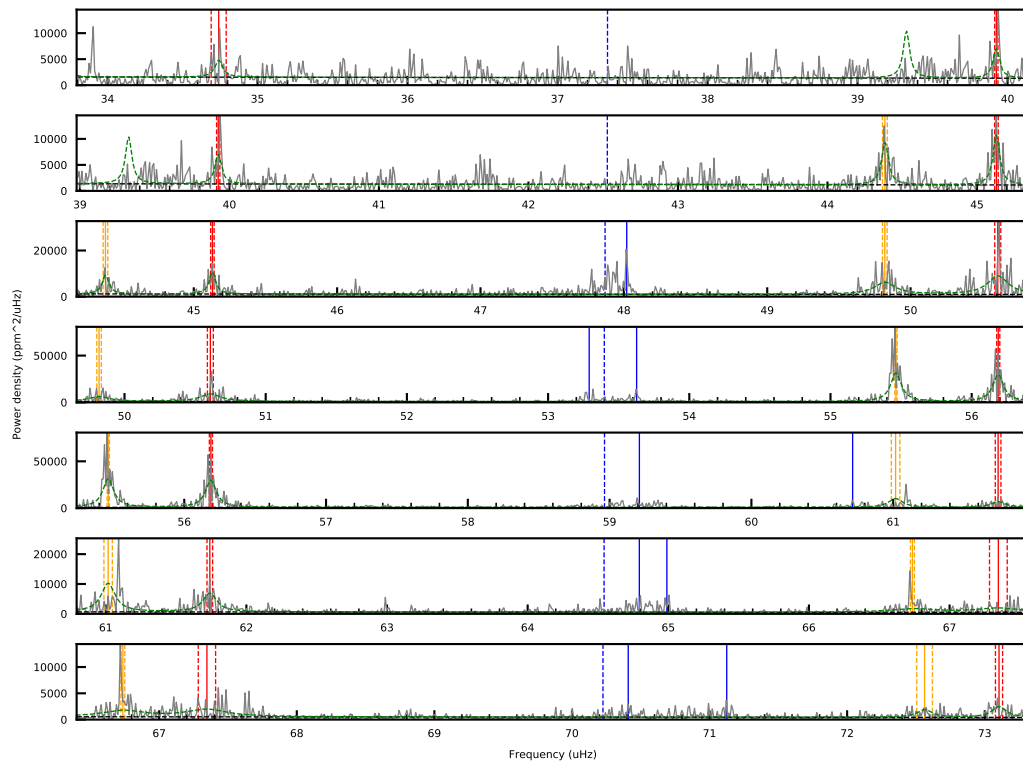 10000
5000
0
34 35 36 37 38 39 40
10000
5000
0
39 40 41 42 43 44 45
20000
0
45 46 47 48 49 50
Power density (ppm^2/uHz)
50000
0
50 51 52 53 54 55 56
50000
0
56 57 58 59 60 61
20000
10000
0
61 62 63 64 65 66 67
10000
5000
0
67 68 69 70 71 72 73
Frequency (uHz)